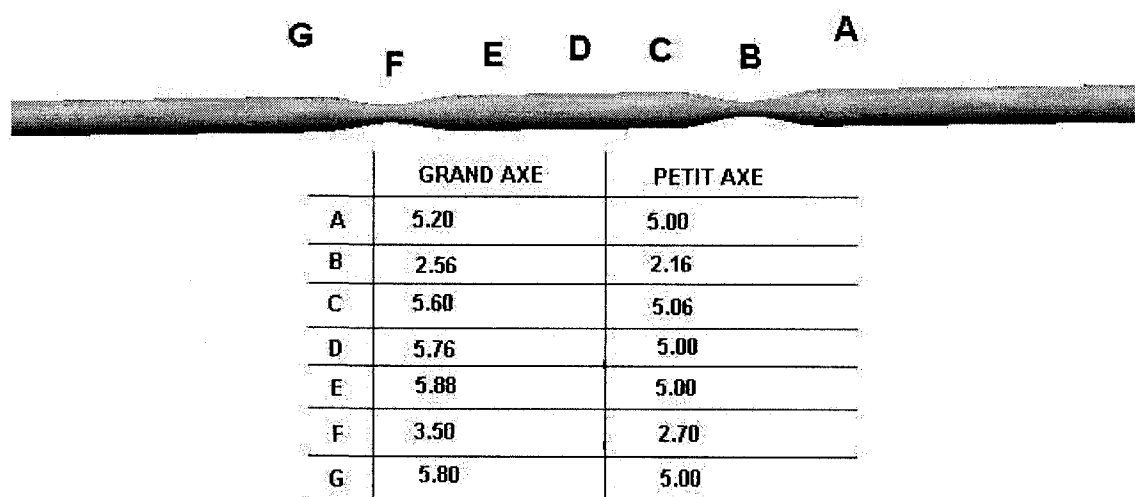 G F E D C B A
GRAND AXE PETIT AXE
A 5.20 5.00
B 2.56 2.16
C 5.60 5.06
D 5.76 5.00
E 5.88 5.00
F 3.50 2.70
G 5.80 5.00